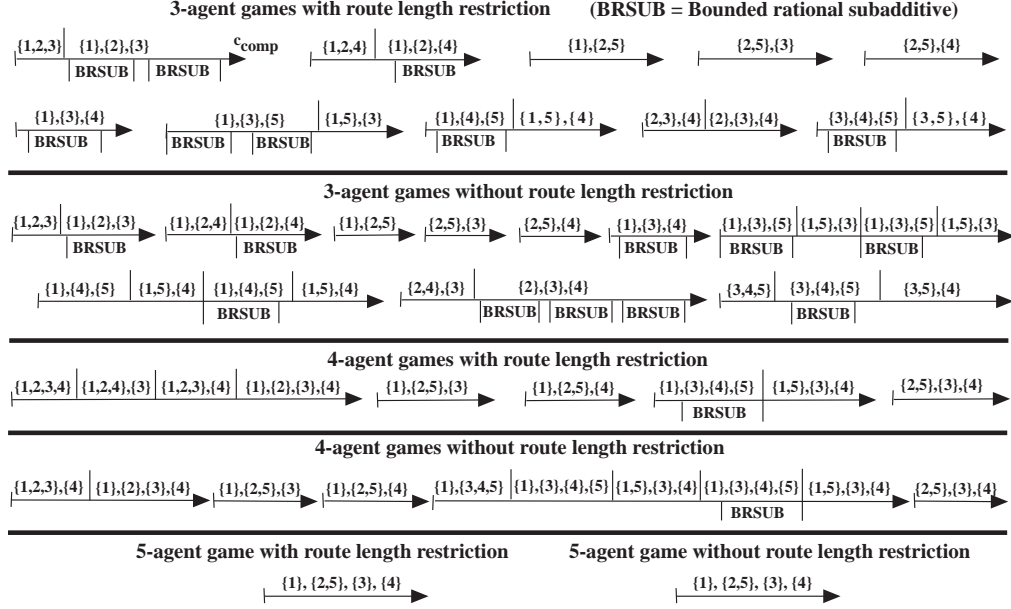 3-agent games with route length restriction (BRSUB = Bounded rational subadditive)
{1,2,3} {1},{2},{3} c_comp {1,2,4} {1},{2},{4} {1},{2,5} {2,5},{3} {2,5},{4}
BRSUB BRSUB BRSUB
{1},{3},{4} {1},{3},{5} {1,5},{3} {1},{4},{5} {1,5},{4} {2,3},{4} {2},{3},{4} {3},{4},{5} {3,5},{4}
BRSUB BRSUB BRSUB BRSUB BRSUB
3-agent games without route length restriction
{1,2,3} {1},{2},{3} {1},{2,4} {1},{2},{4} {1},{2,5} {2,5},{3} {2,5},{4} {1},{3},{4} {1},{3},{5} {1,5},{3} {1},{3},{5} {1,5},{3}
BRSUB BRSUB BRSUB BRSUB BRSUB
{1},{4},{5} {1,5},{4} {1},{4},{5} {1,5},{4} {2,4},{3} {2},{3},{4} {3,4,5} {3},{4},{5} {3,5},{4}
BRSUB BRSUB BRSUB BRSUB BRSUB
4-agent games with route length restriction
{1,2,3,4} {1,2,4},{3} {1,2,3},{4} {1},{2},{3},{4} {1},{2,5},{3} {1},{2,5},{4} {1},{3},{4},{5} {1,5},{3},{4} {2,5},{3},{4}
BRSUB
4-agent games without route length restriction
{1,2,3},{4} {1},{2},{3},{4} {1},{2,5},{3} {1},{2,5},{4} {1},{3,4,5} {1},{3},{4},{5} {1,5},{3},{4} {1},{3},{4},{5} {1,5},{3},{4} {2,5},{3},{4}
BRSUB
5-agent game with route length restriction 5-agent game without route length restriction
{1}, {2,5}, {3}, {4} {1}, {2,5}, {3}, {4}